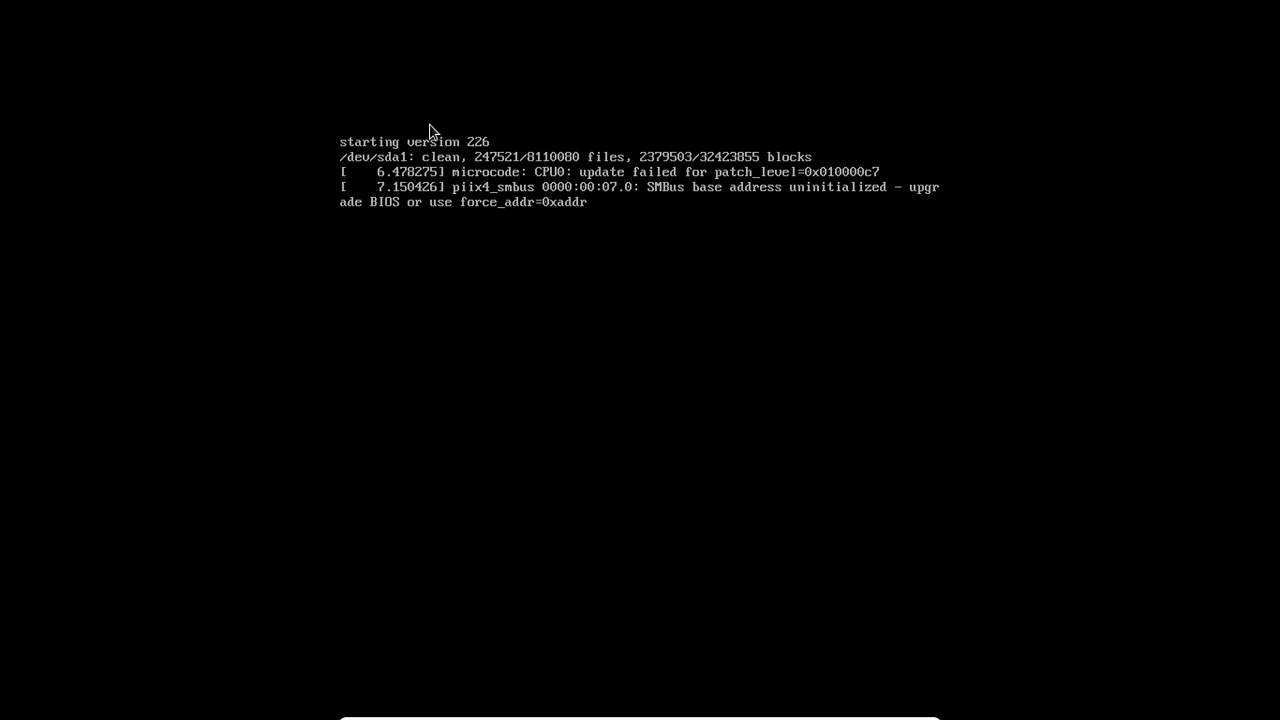 starting version 226
/dev/sda1: clean, 247521/8110080 files, 2379503/32423855 blocks
[    6.478275] microcode: CPU0: update failed for patch_level=0x010000c7
[    7.150426] piix4_smbus 0000:00:07.0: SMBus base address uninitialized - upgr
ade BIOS or use force_addr=0xaddr